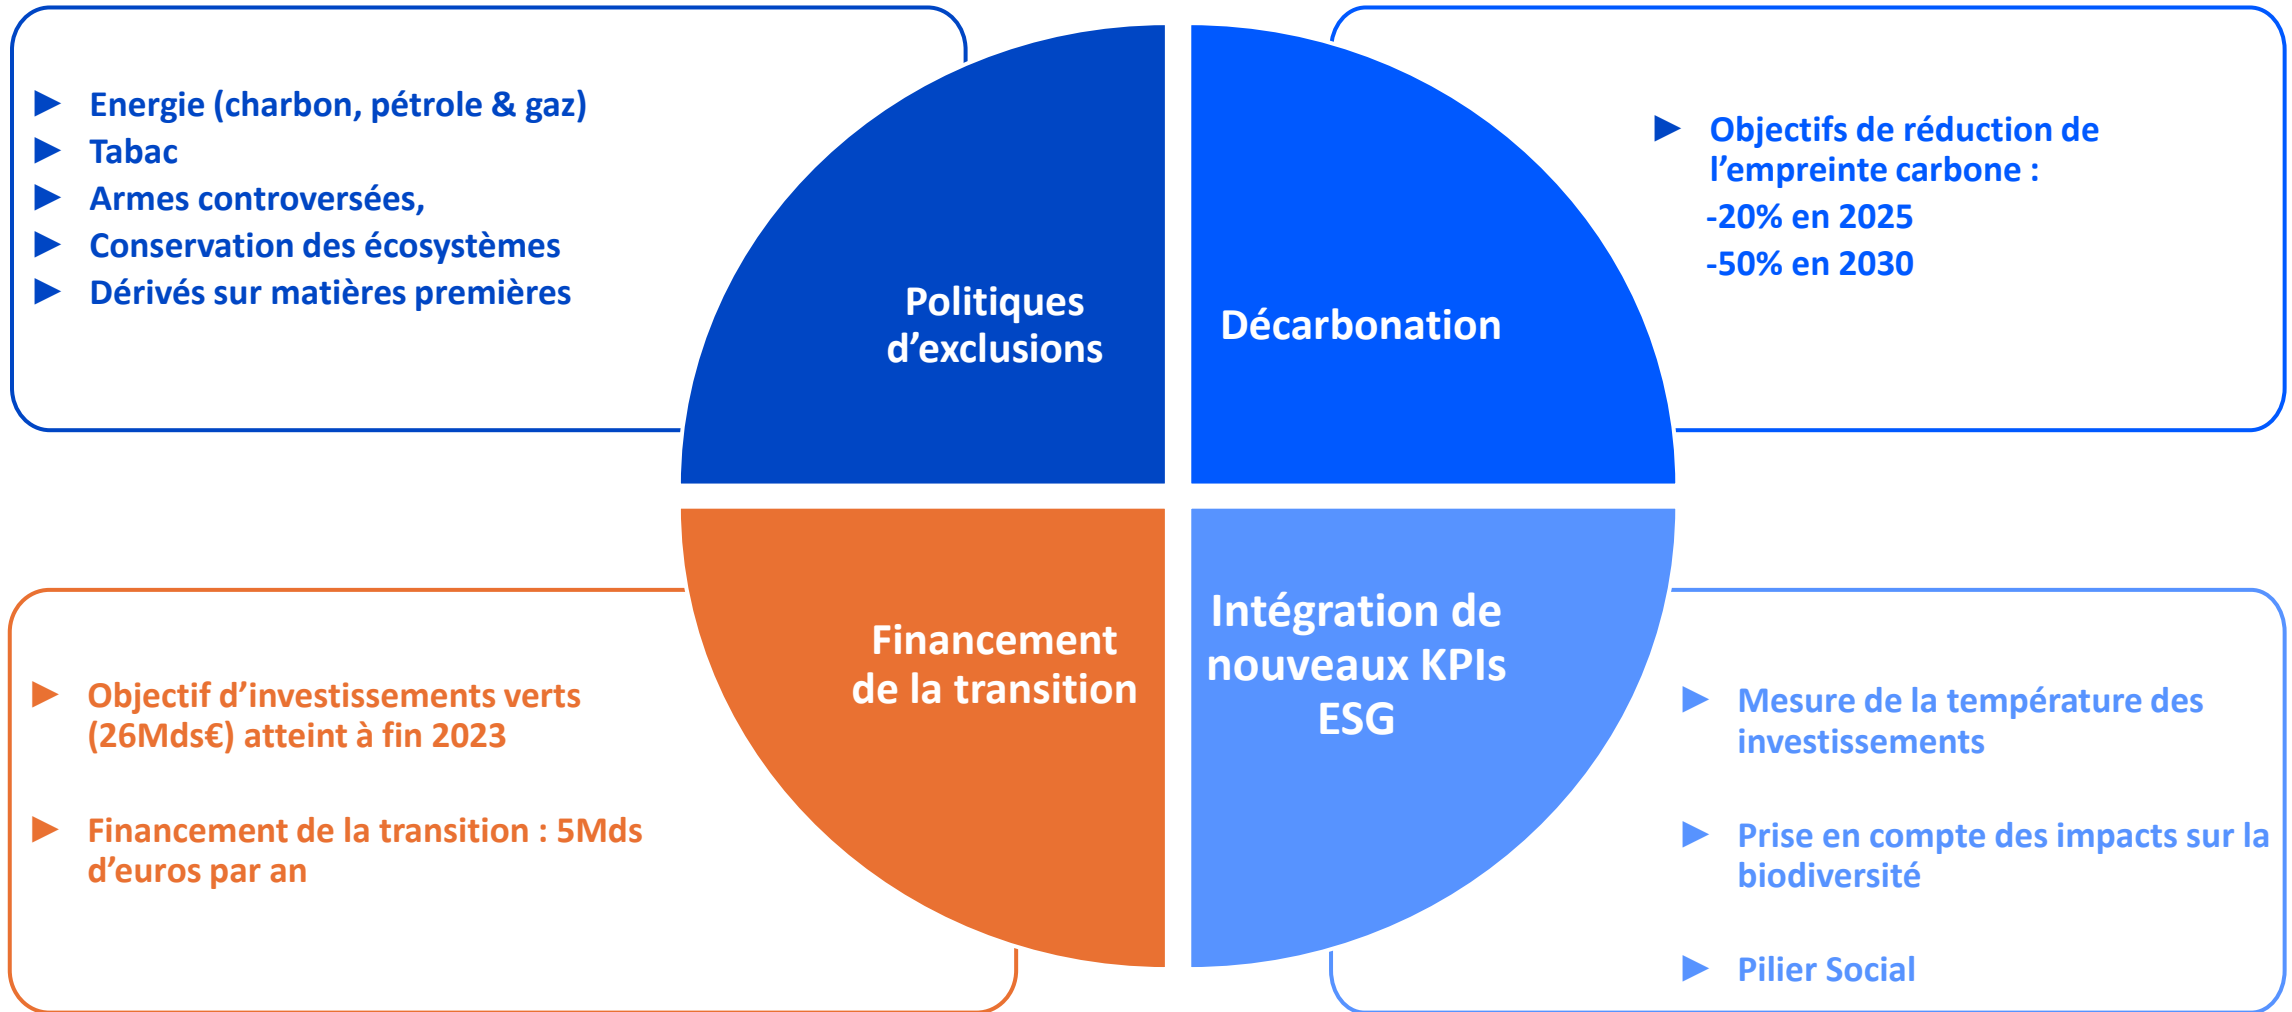 ► Energie (charbon, pétrole & gaz)
► Tabac
► Armes controversées,
► Conservation des écosystèmes
► Dérivés sur matières premières
Politiques
d’exclusions
Décarbonation
► Objectifs de réduction de
l’empreinte carbone :
-20% en 2025
-50% en 2030
► Objectif d’investissements verts
(26Mds€) atteint à fin 2023
► Financement de la transition : 5Mds
d’euros par an
Financement
de la transition
Intégration de
nouveaux KPIs
ESG
► Mesure de la température des
investissements
► Prise en compte des impacts sur la
biodiversité
► Pilier Social